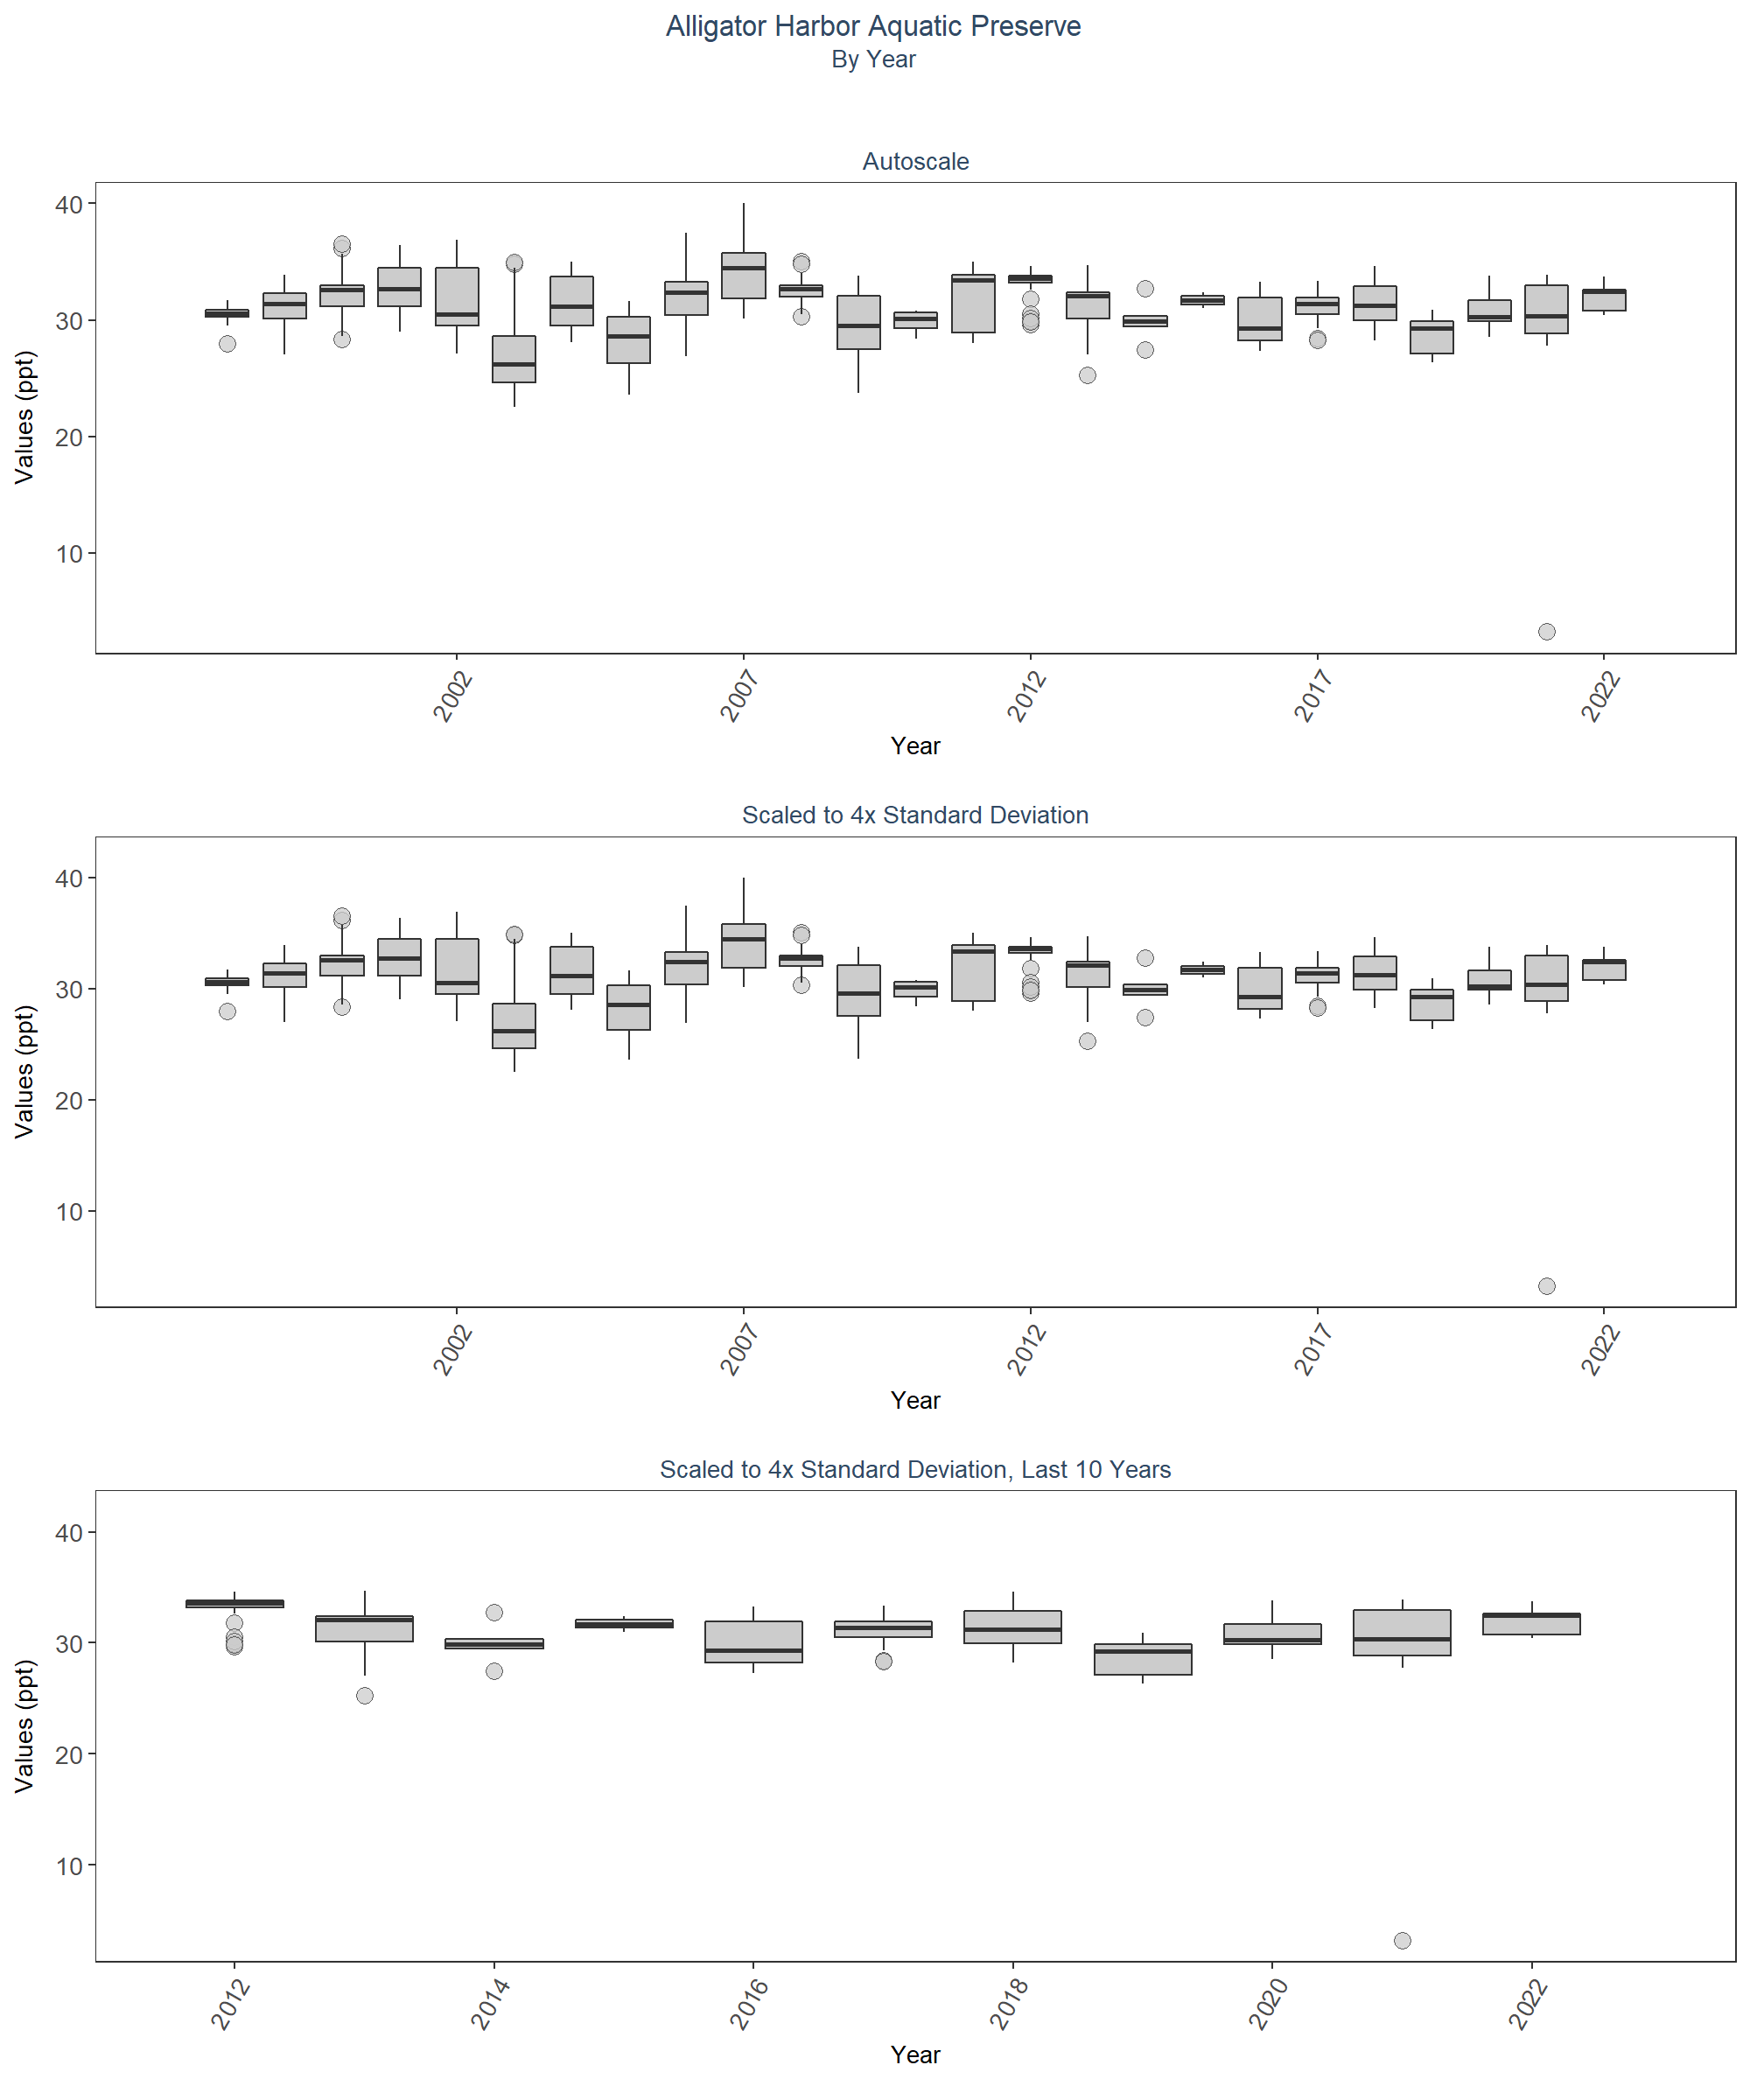 Alligator Harbor Aquatic Preserve
By Year
Autoscale
Values (ppt)
40
30
20
10
2002
2007
2012
2017
2022
Year
Scaled to 4x Standard Deviation
Values (ppt)
40
30
20
10
2002
2007
2012
2017
2022
Year
Scaled to 4x Standard Deviation, Last 10 Years
Values (ppt)
40
30
20
10
2012
2014
2016
2018
2020
2022
Year